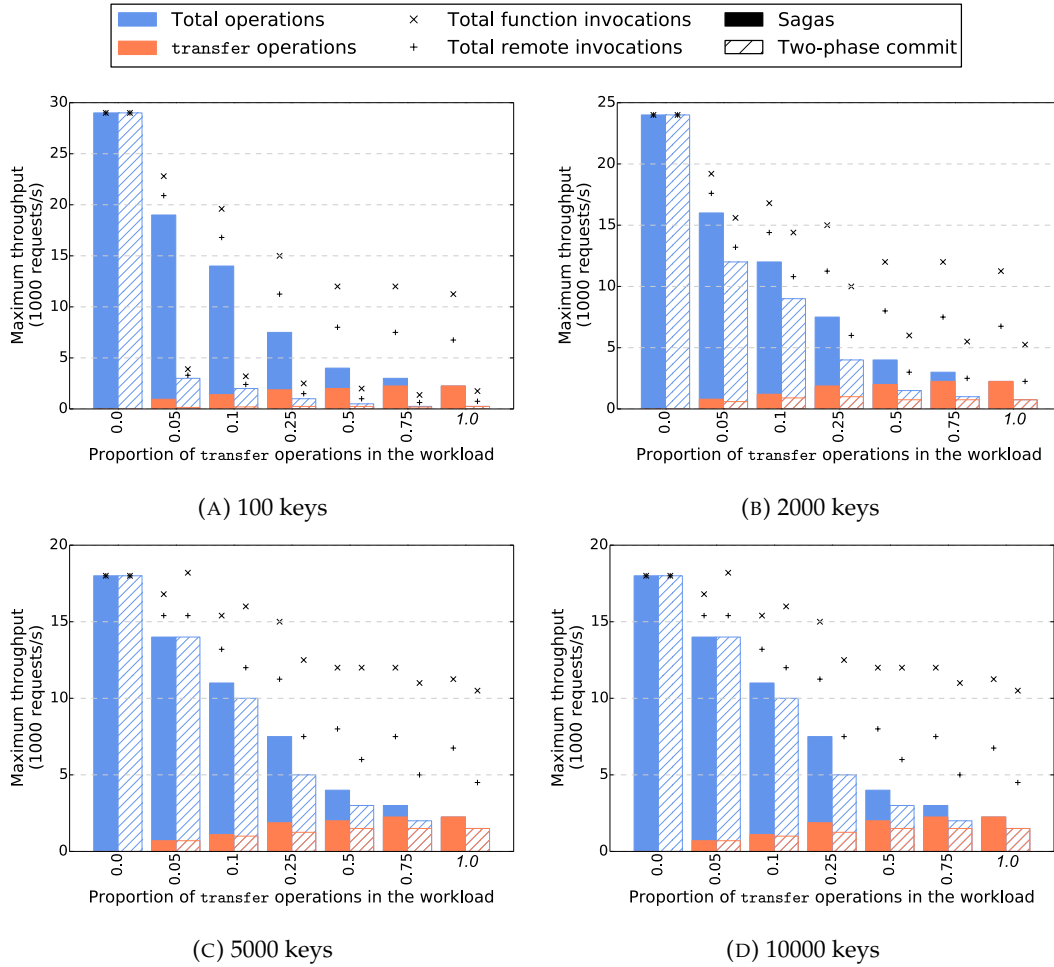 Total operations
transfer operations
Total function invocations
Total remote invocations
Sagas
Two-phase commit
Maximum throughput
(1000 requests/s)
30
25
20
15
10
5
0
0.0
0.05
0.1
0.25
0.5
0.75
1.0
Proportion of transfer operations in the workload
(A) 100 keys
Maximum throughput
(1000 requests/s)
25
20
15
10
5
0
0.0
0.05
0.1
0.25
0.5
0.75
1.0
Proportion of transfer operations in the workload
(B) 2000 keys
Maximum throughput
(1000 requests/s)
20
15
10
5
0
0.0
0.05
0.1
0.25
0.5
0.75
1.0
Proportion of transfer operations in the workload
(C) 5000 keys
Maximum throughput
(1000 requests/s)
20
15
10
5
0
0.0
0.05
0.1
0.25
0.5
0.75
1.0
Proportion of transfer operations in the workload
(D) 10000 keys